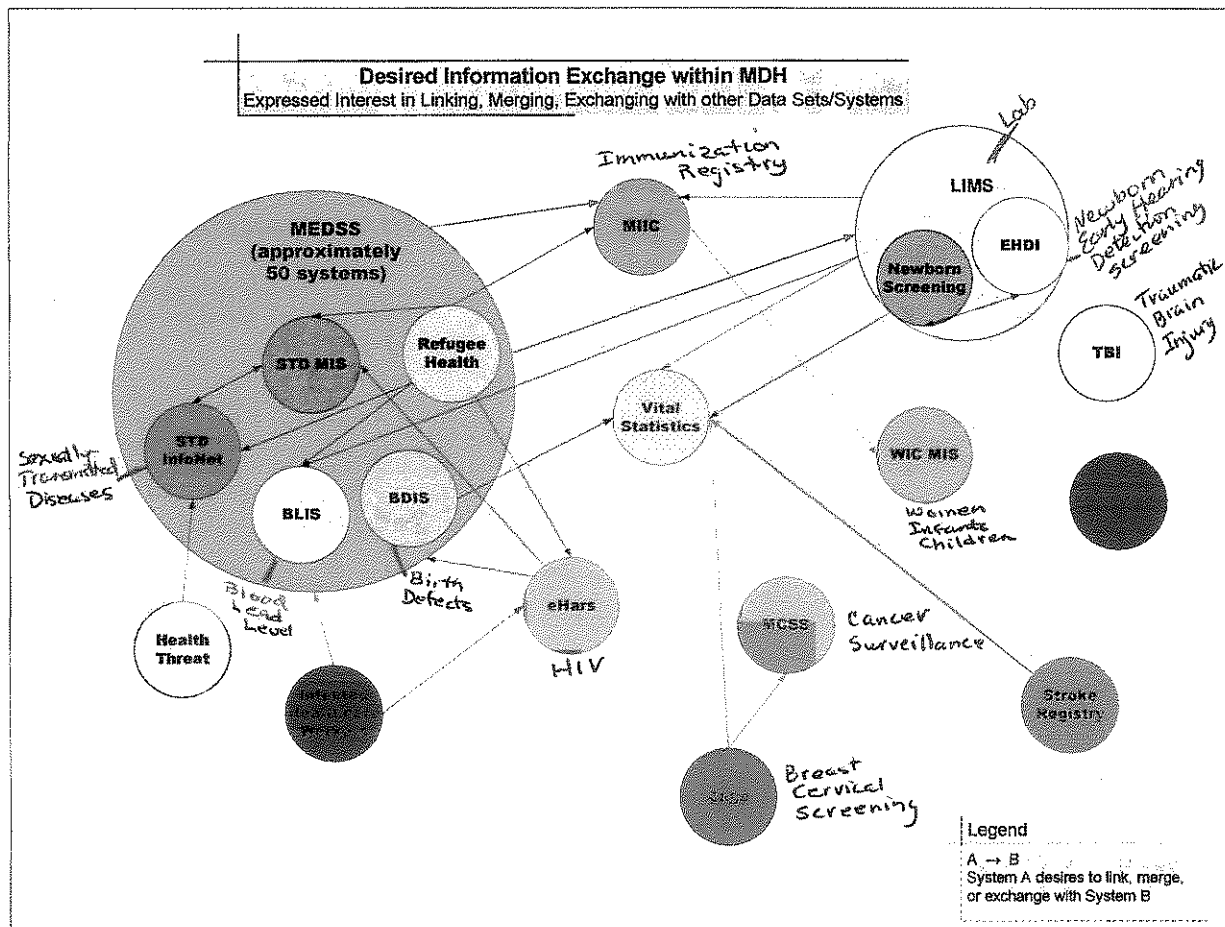 Desired Information Exchange within MDH
Expressed Interest in Linking, Merging, Exchanging with other Data Sets/Systems
Immunization
Registry
MIIC
Lab
LIMS
EHDI
Newborn
Screening
Newborn
Early Hearing
Detention
Screening
Traumatic
Brain
Injury
TBI
MEDSS
(approximately
50 systems)
STD MIS
Refugee
Health
STD
InfoNet
Sexually
Transmitted
Diseases
BLIS
BDIS
Blood
Lead
Level
Birth
Defects
Vital
Statistics
WIC MIS
Women
Infants
Children
Health
Threat
eHars
HIV
MCSS
Cancer
Surveillance
Infected
Stroke
Registry
Breast
Cervical
Screening
Legend
A → B
System A desires to link, merge,
or exchange with System B